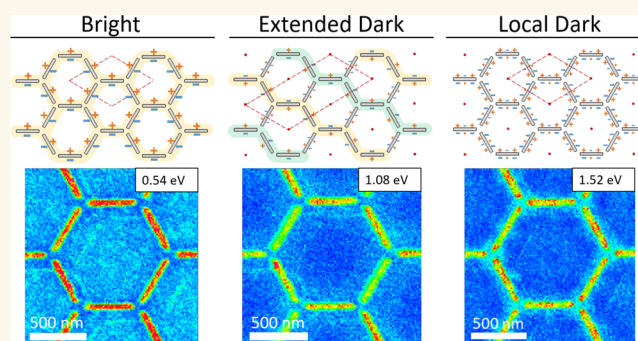 Bright
Extended Dark
Local Dark
0.54 eV
1.08 eV
1.52 eV
500 nm
500 nm
500 nm